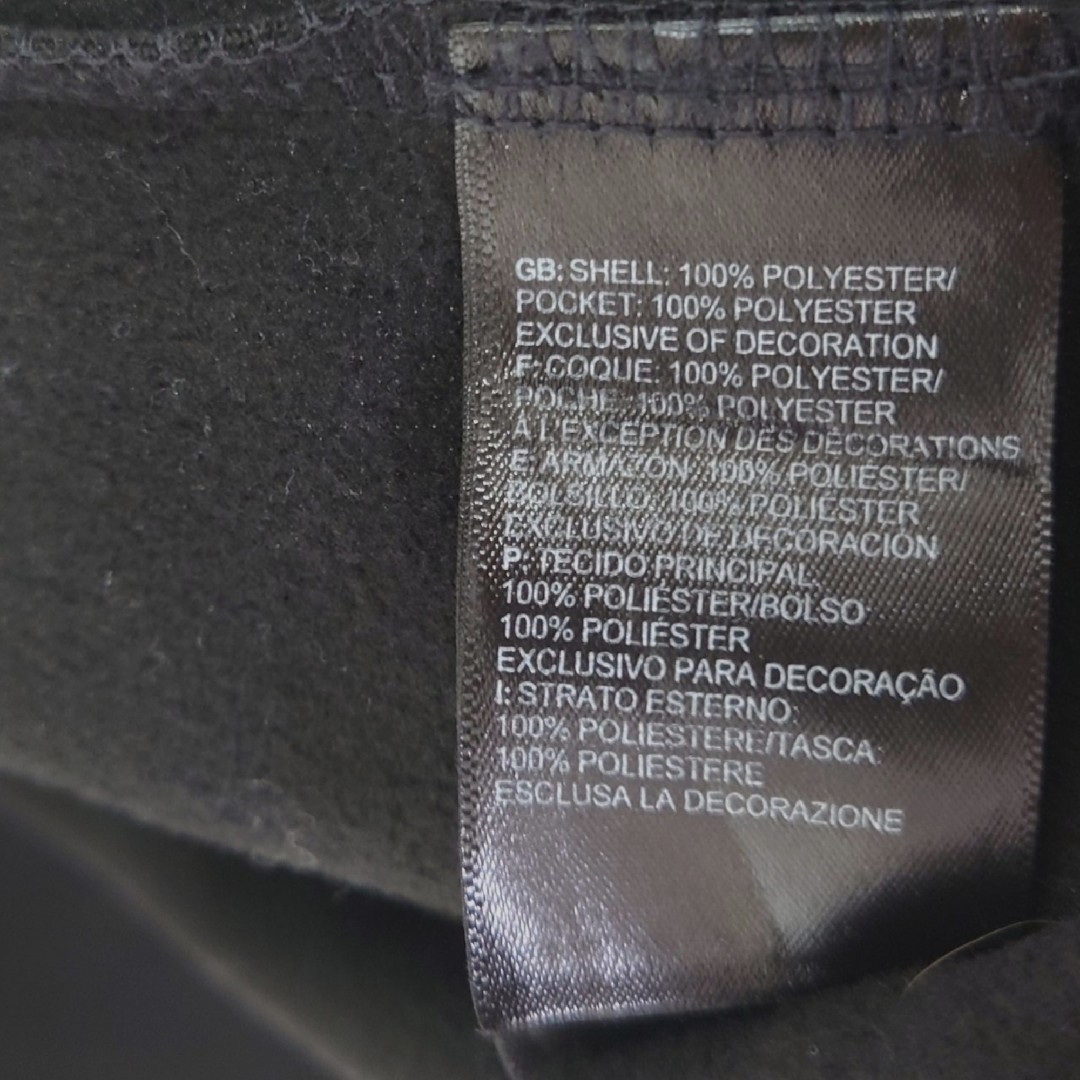 GB: SHELL: 100% POLYESTER/
POCKET: 100% POLYESTER
EXCLUSIVE OF DECORATION
F: COQUE: 100% POLYESTER/
POCHE: 100% POLYESTER
À L'EXCEPTION DES DÉCORATIONS
E: ARMAZÓN: 100% POLIÉSTER/
BOLSILLO: 100% POLIÉSTER
EXCLUSIVO DE DECORACIÓN
P: TECIDO PRINCIPAL:
100% POLIÉSTER/BOLSO:
100% POLIÉSTER
EXCLUSIVO PARA DECORAÇÃO
I: STRATO ESTERNO:
100% POLIESTERE/TASCA:
100% POLIESTERE
ESCLUSA LA DECORAZIONE